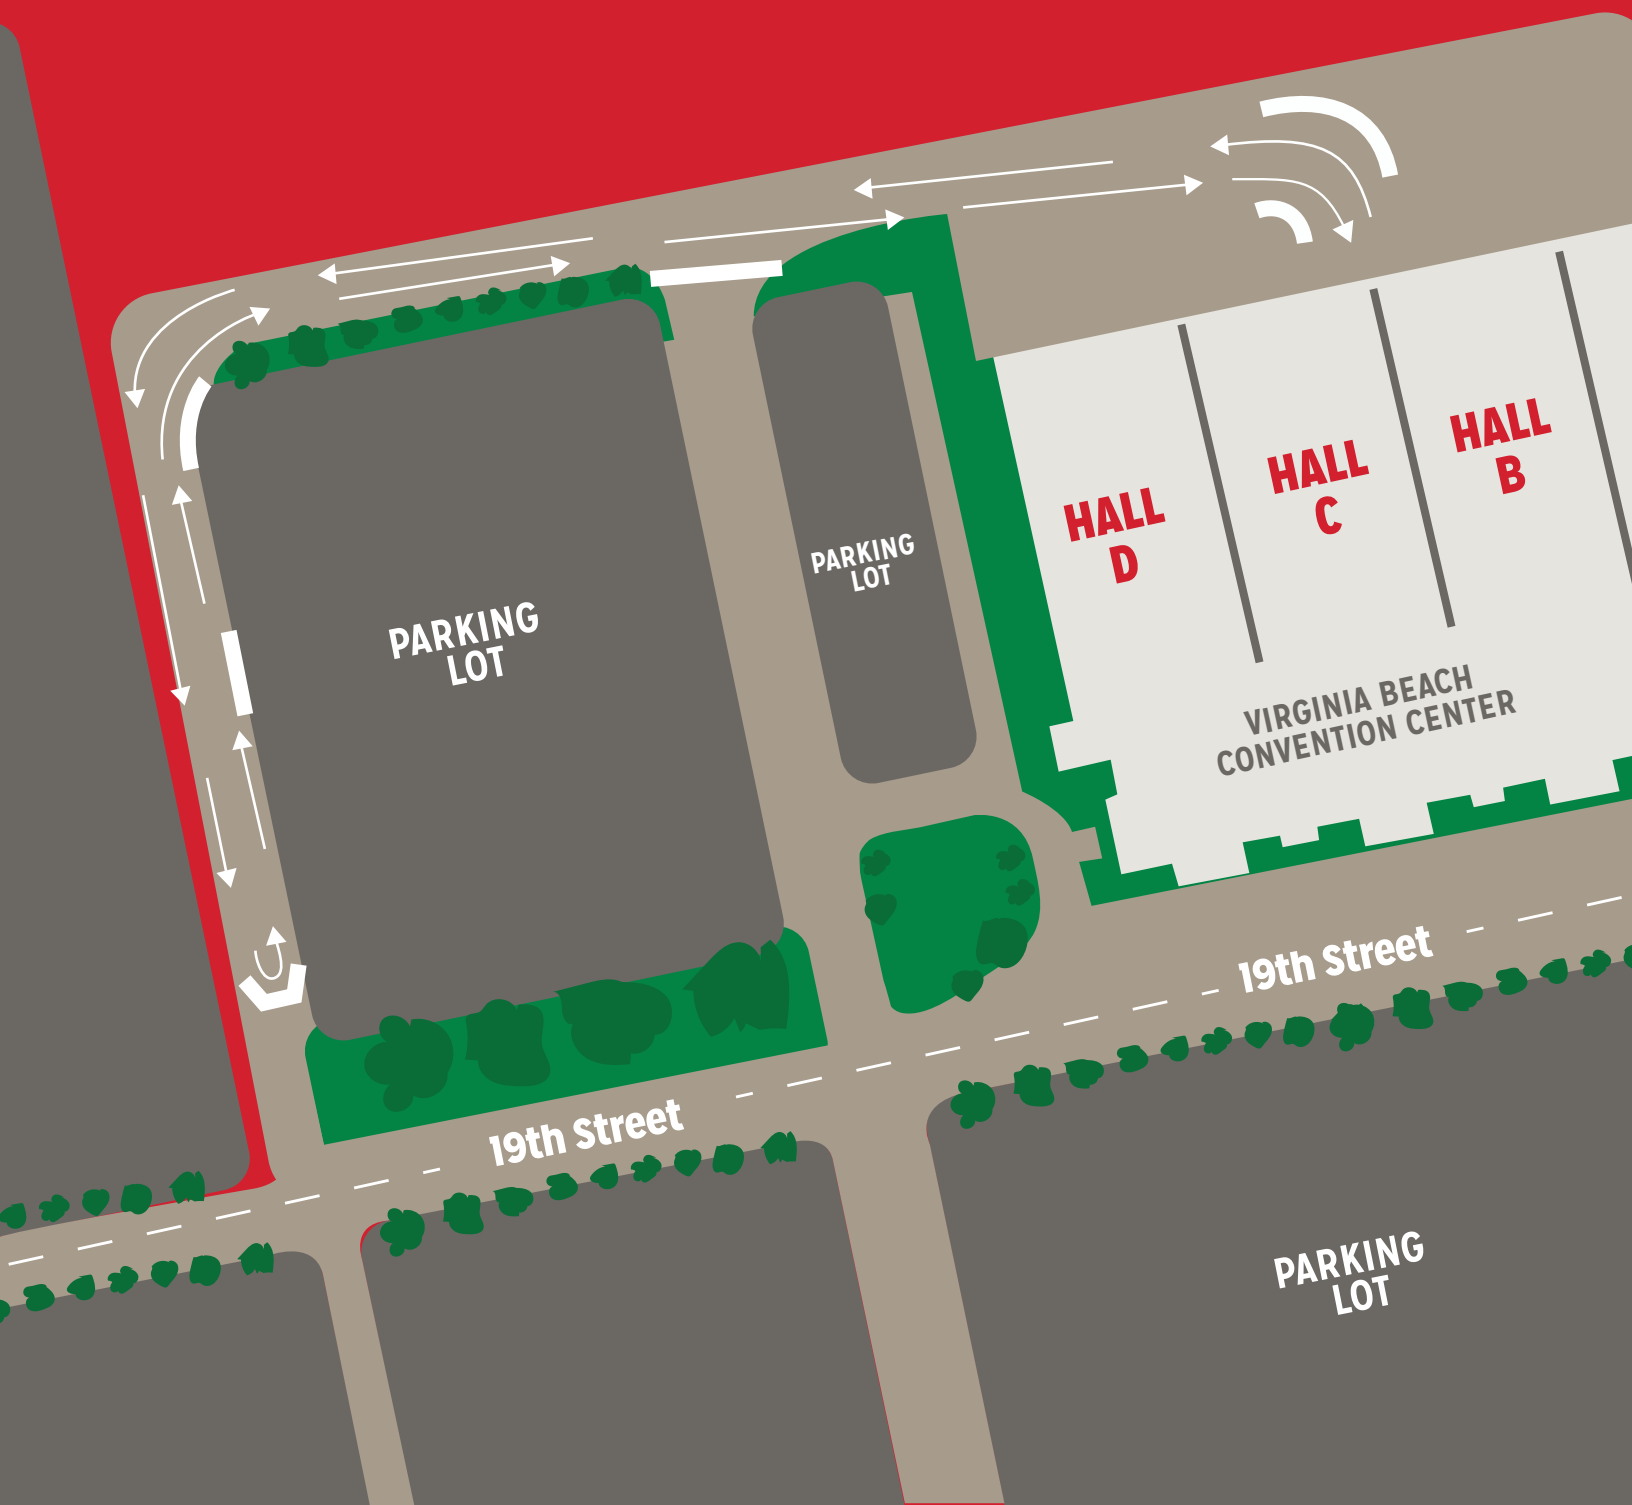 HALL
B
HALL
C
HALL
D
PARKING
LOT
PARKING
LOT
VIRGINIA BEACH
CONVENTION CENTER
19th Street
19th Street
PARKING
LOT